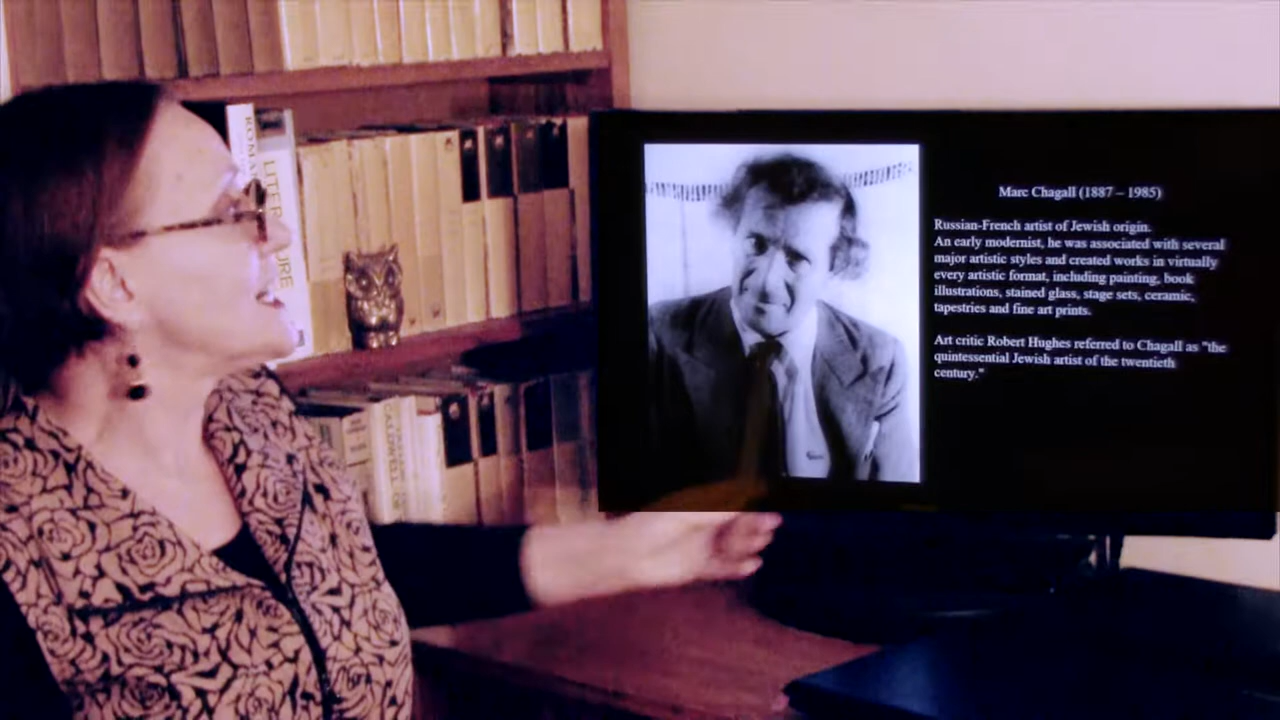 ROMA
LITERATURE
CALDWELL
Marc Chagall (1887 – 1985)
Russian-French artist of Jewish origin.
An early modernist, he was associated with several
major artistic styles and created works in virtually
every artistic format, including painting, book
illustrations, stained glass, stage sets, ceramic,
tapestries and fine art prints.
Art critic Robert Hughes referred to Chagall as "the
quintessential Jewish artist of the twentieth
century."